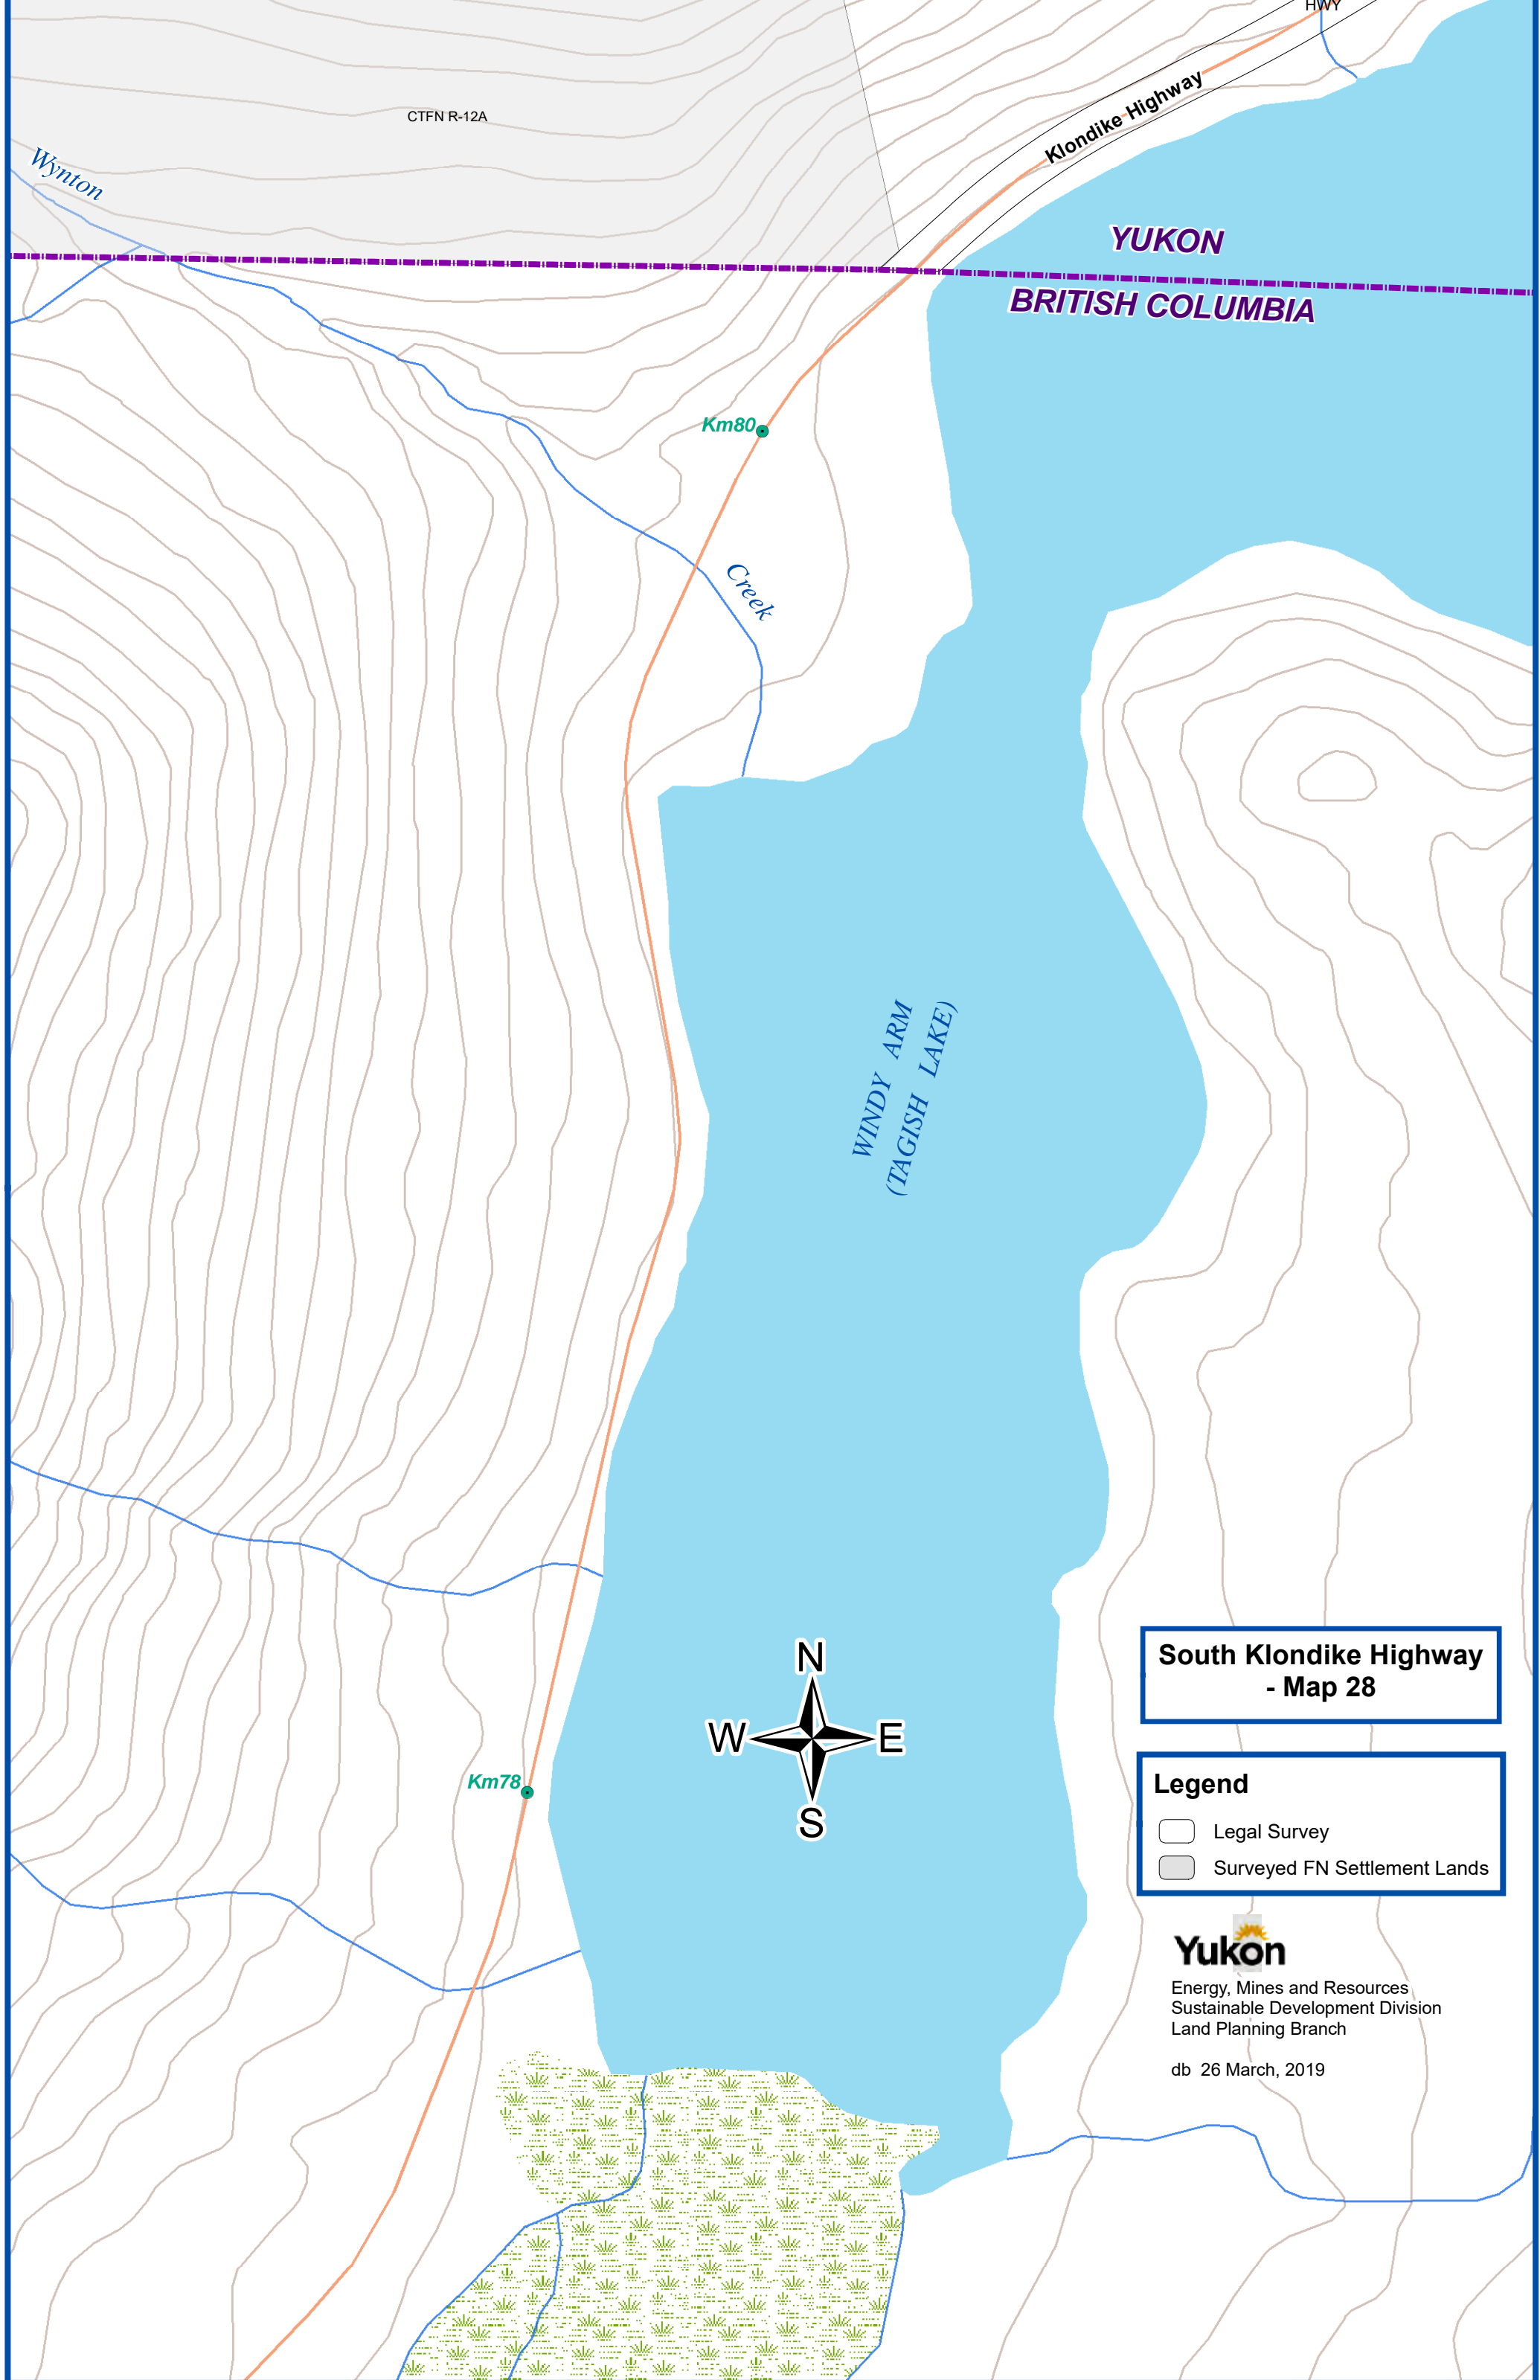 HWY
Klondike Highway
CTFN R-12A
Wynton
YUKON
BRITISH COLUMBIA
Km80
Creek
WINDY ARM
(TAGISH LAKE)
N
W E
S
Km78
South Klondike Highway
- Map 28
Legend
Legal Survey
Surveyed FN Settlement Lands
Yukon
Energy, Mines and Resources
Sustainable Development Division
Land Planning Branch
db 26 March, 2019